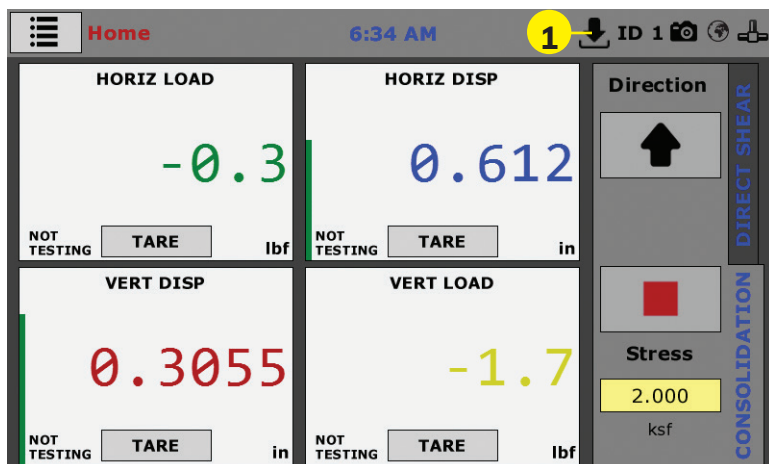 Home 6:34 AM 1 ID 1
HORIZ LOAD
-0.3
NOT TESTING TARE lbf
HORIZ DISP
0.612
NOT TESTING TARE in
VERT DISP
0.3055
NOT TESTING TARE in
VERT LOAD
-1.7
NOT TESTING TARE lbf
Direction
Stress
2.000
ksf
DIRECT SHEAR
CONSOLIDATION